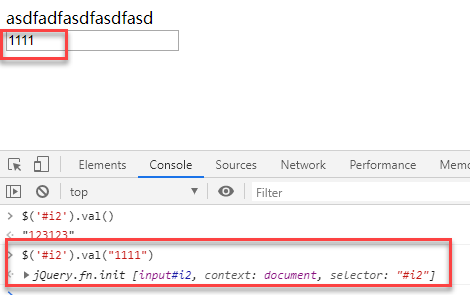 asdfadfasdfasdfasd
1111
Elements Console Sources Network Performance Memo
top Filter
> $('#i2').val()
"123123"
> $('#i2').val("1111")
jQuery.fn.init [input#i2, context: document, selector: "#i2"]